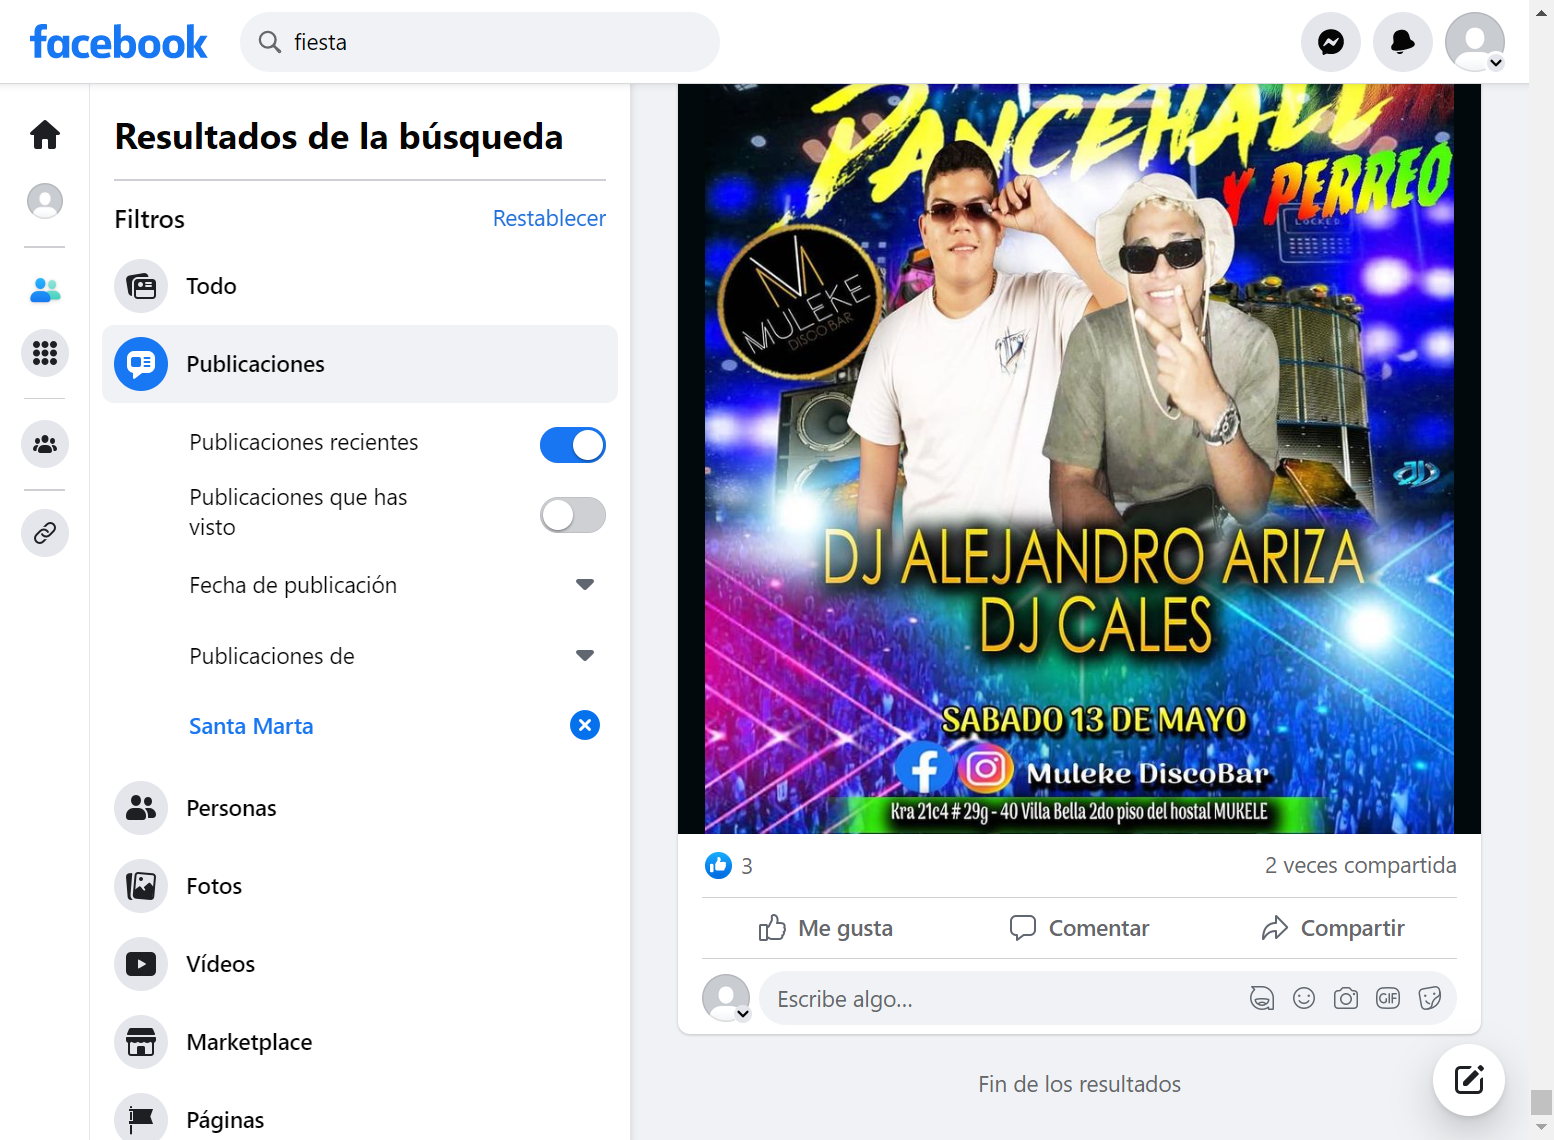 facebook
fiesta
Resultados de la búsqueda
Filtros
Restablecer
Todo
Publicaciones
Publicaciones recientes
Publicaciones que has
visto
Fecha de publicación
Publicaciones de
Santa Marta
Personas
Fotos
Vídeos
Marketplace
Páginas
DANCEHALL
Y PERREO
LOCKED
MULEKE
DISCO BAR
DJ ALEJANDRO ARIZA
DJ CALES
SABADO 13 DE MAYO
Muleke DiscoBar
Kra 21c4 # 29g - 40 Villa Bella 2do piso del hostal MUKELE
3
2 veces compartida
Me gusta
Comentar
Compartir
Escribe algo...
GIF
Fin de los resultados